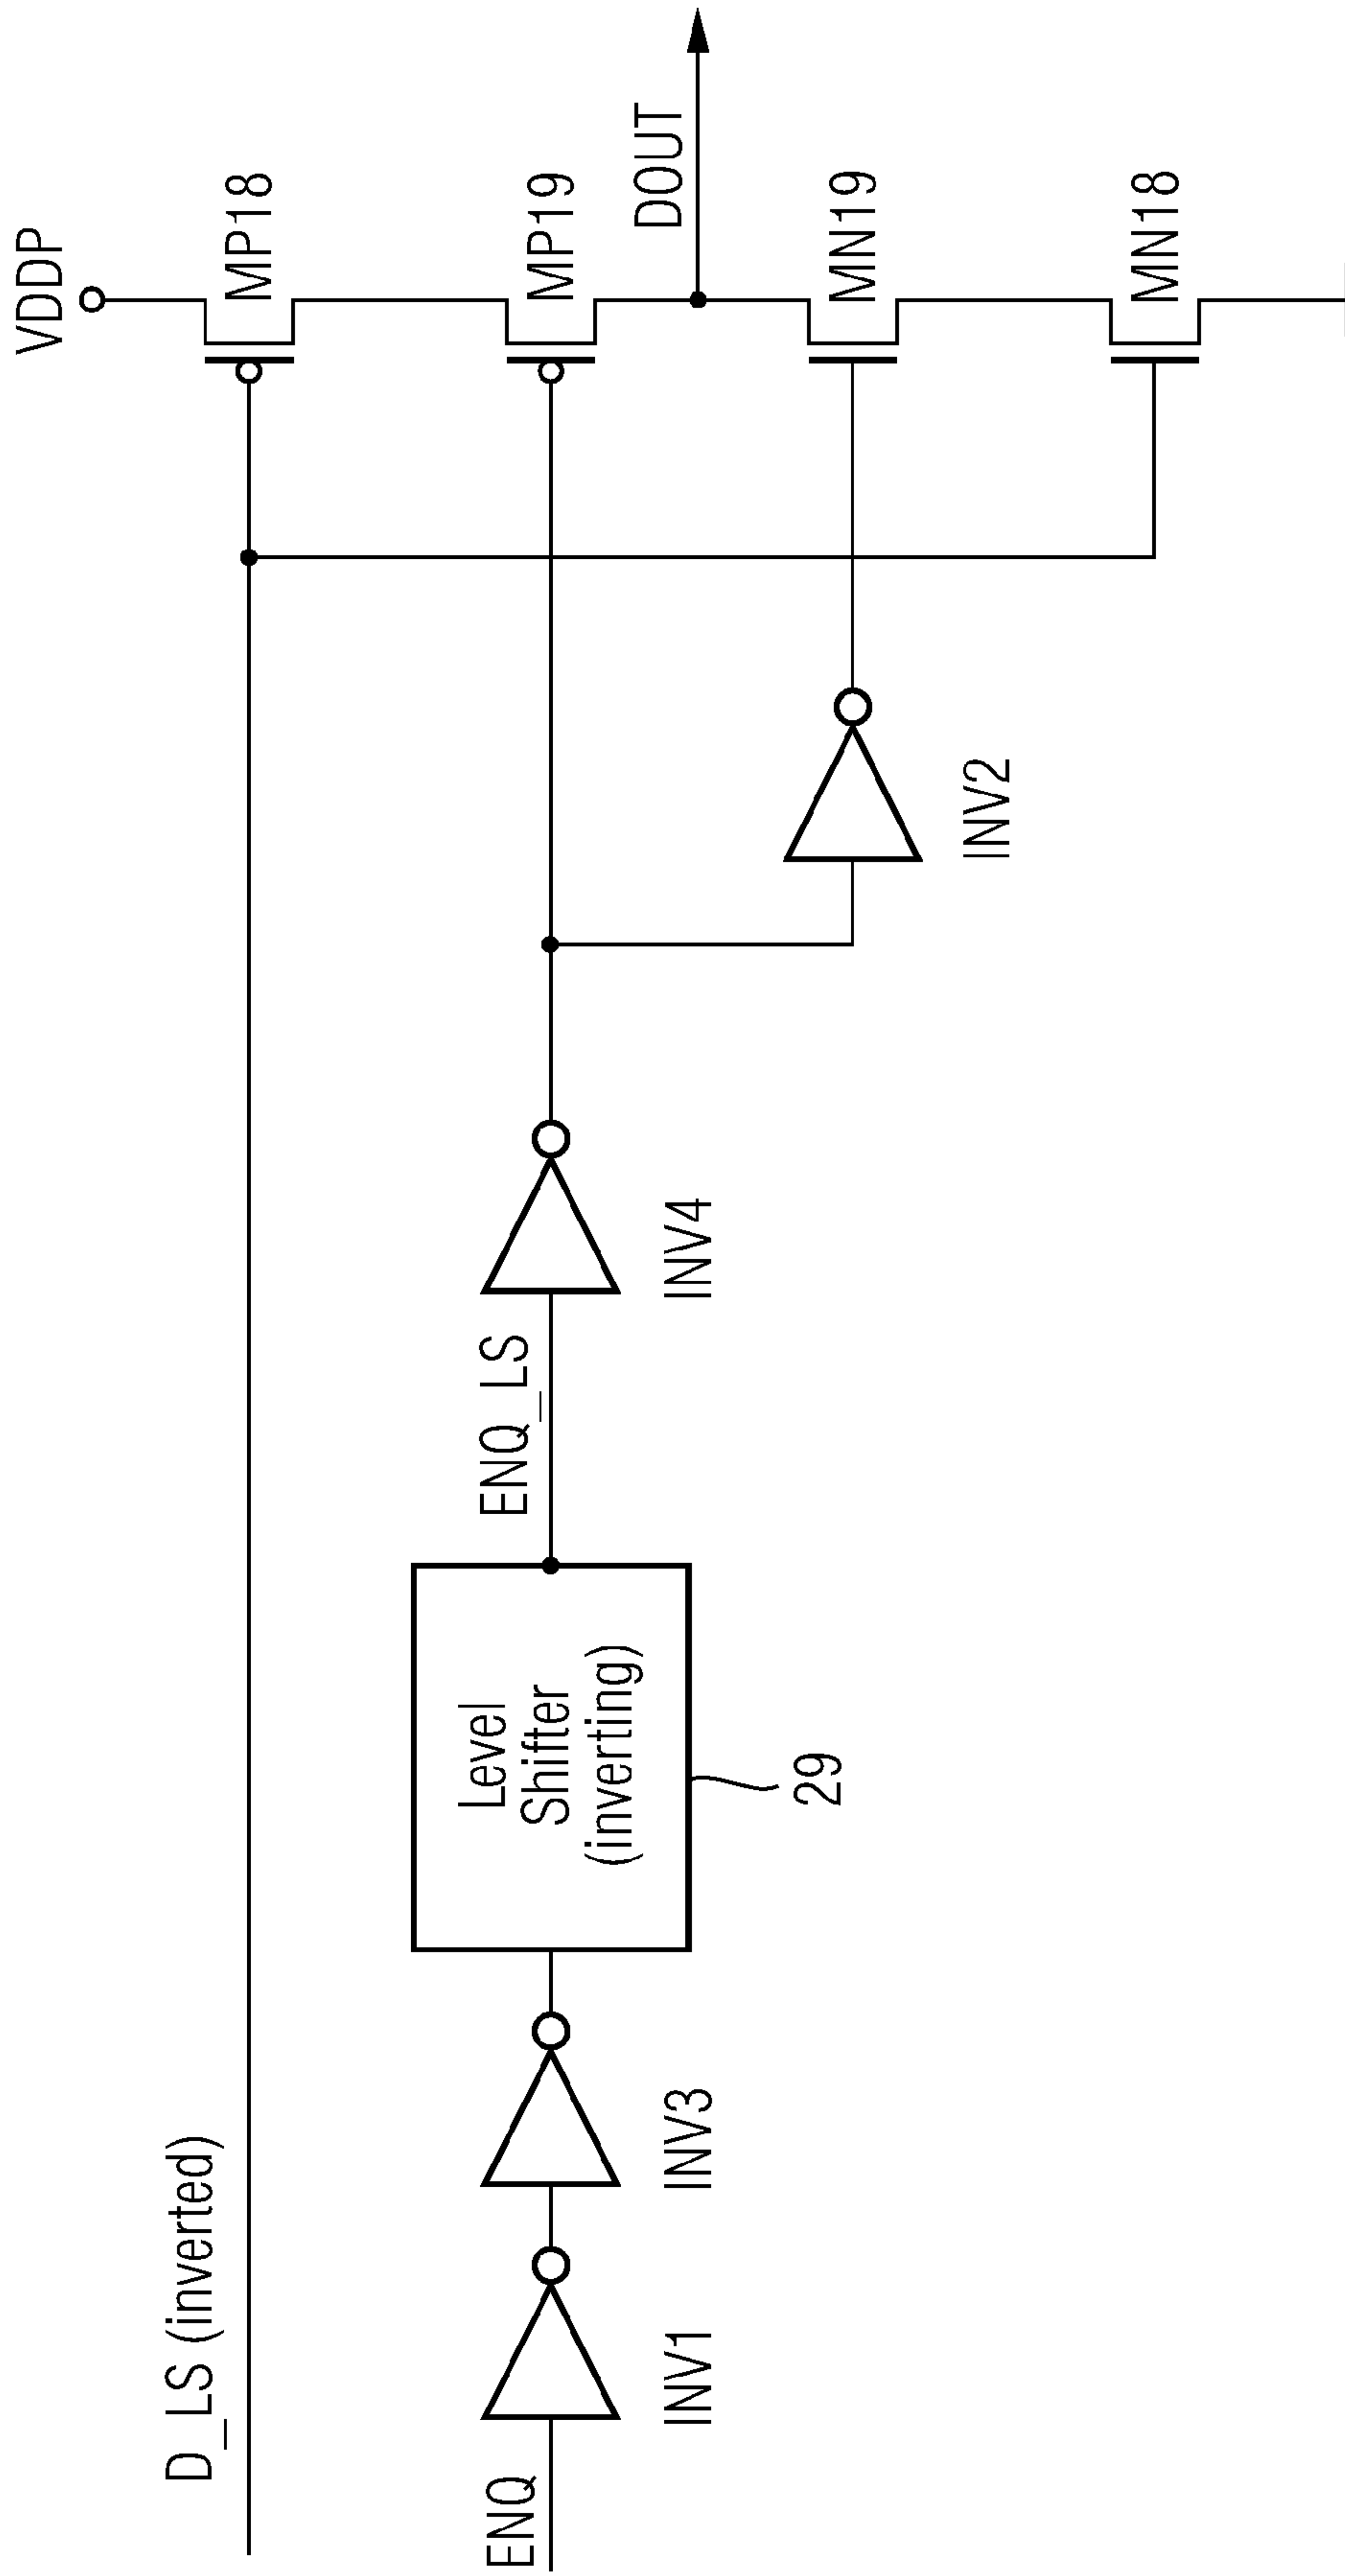 D_LS (inverted)
ENQ
INV1
INV3
Level
Shifter
(inverting)
29
ENQ_LS
INV4
INV2
VDDP
MP18
MP19
DOUT
MN19
MN18